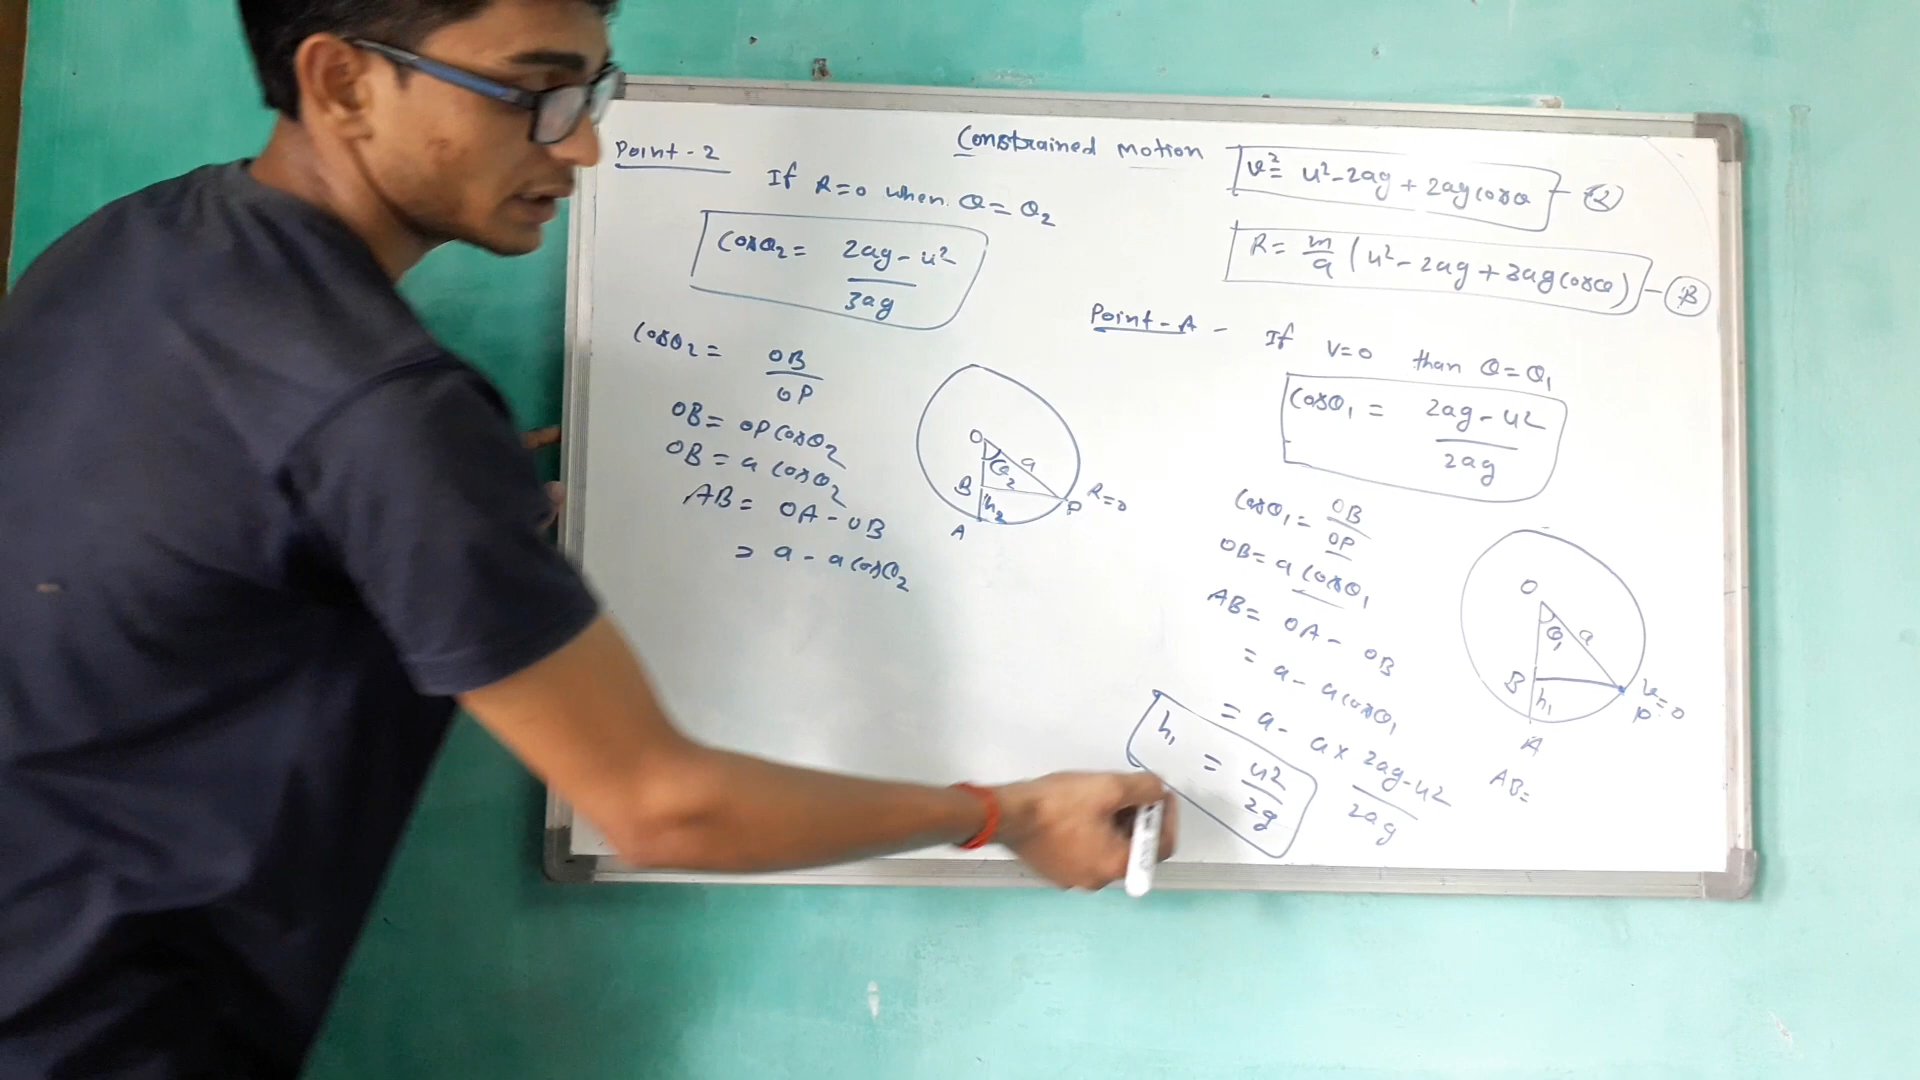 Constrained Motion
Point-2
If R=0 when θ=θ2
cosθ2 = 2ag-u²
3ag
cosθ2 = OB
OP
OB = OP cosθ2
OB = a cosθ2
AB = OA - OB
= a - a cosθ2
O
a
θ2
B
h2
P
R=0
A
v² = u²-2ag + 2ag cosθ
R = m/a (u²-2ag + 3ag cosθ) - B
Point-A - If v=0 than θ=θ1
cosθ1 = 2ag-u2
2ag
cosθ1 = OB
OP
OB = a cosθ1
AB = OA - OB
= a - a cosθ1
= a - a x 2ag-u2
2ag
h1 = u2
2g
O
θ1
a
B
h1
v=0
P
A
AB=